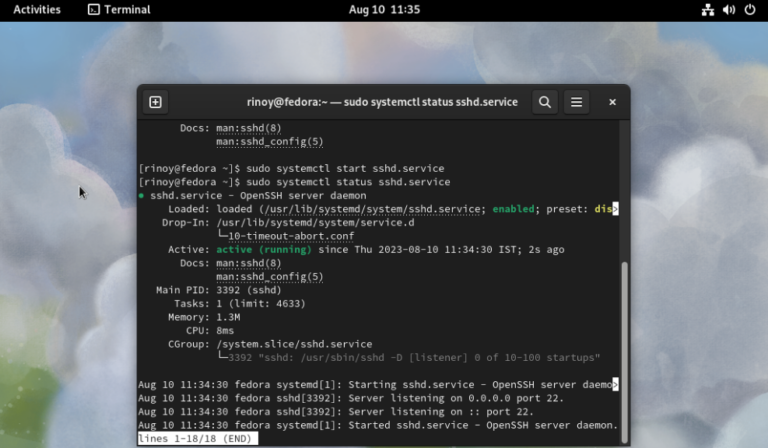 Activities Terminal Aug 10 11:35
rinoy@fedora:~ — sudo systemctl status sshd.service
Docs: man:sshd(8)
man:sshd_config(5)
[rinoy@fedora ~]$ sudo systemctl start sshd.service
[rinoy@fedora ~]$ sudo systemctl status sshd.service
● sshd.service - OpenSSH server daemon
Loaded: loaded (/usr/lib/systemd/system/sshd.service; enabled; preset: dis>
Drop-In: /usr/lib/systemd/system/service.d
└─10-timeout-abort.conf
Active: active (running) since Thu 2023-08-10 11:34:30 IST; 2s ago
Docs: man:sshd(8)
man:sshd_config(5)
Main PID: 3392 (sshd)
Tasks: 1 (limit: 4633)
Memory: 1.3M
CPU: 8ms
CGroup: /system.slice/sshd.service
└─3392 "sshd: /usr/sbin/sshd -D [listener] 0 of 10-100 startups"
Aug 10 11:34:30 fedora systemd[1]: Starting sshd.service - OpenSSH server daemo>
Aug 10 11:34:30 fedora sshd[3392]: Server listening on 0.0.0.0 port 22.
Aug 10 11:34:30 fedora sshd[3392]: Server listening on :: port 22.
Aug 10 11:34:30 fedora systemd[1]: Started sshd.service - OpenSSH server daemon.
lines 1-18/18 (END)